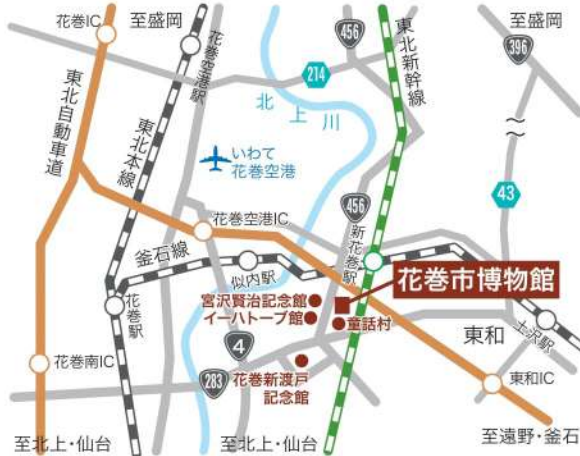 花巻IC
至盛岡
花巻空港駅
456
東北新幹線
至盛岡
396
214
東北自動車道
東北本線
北上川
いわて
花巻空港
43
456
花巻空港IC
新花巻駅
釜石線
似内駅
花巻市博物館
花巻駅
宮沢賢治記念館
イーハトーブ館
童話村
東和
土沢駅
4
花巻南IC
283
花巻新渡戸
記念館
東和IC
至北上・仙台
至北上・仙台
至遠野・釜石